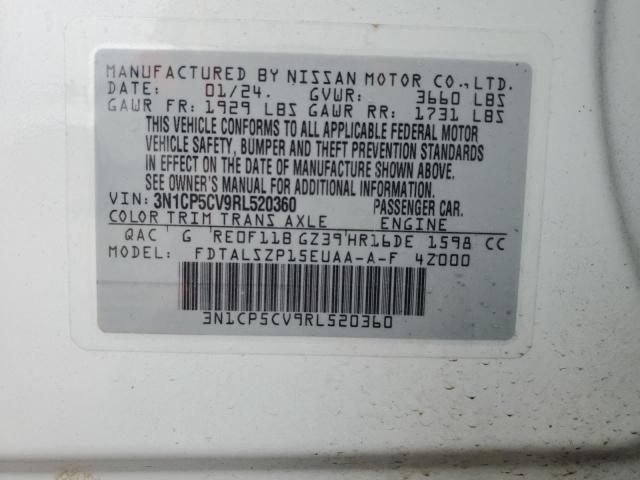 MANUFACTURED BY NISSAN MOTOR CO.,LTD.
DATE: 01/24. GVWR: 3660 LBS
GAWR FR: 1929 LBS GAWR RR: 1731 LBS
THIS VEHICLE CONFORMS TO ALL APPLICABLE FEDERAL MOTOR
VEHICLE SAFETY, BUMPER AND THEFT PREVENTION STANDARDS
IN EFFECT ON THE DATE OF MANUFACTURE SHOWN ABOVE.
SEE OWNER'S MANUAL FOR ADDITIONAL INFORMATION.
VIN: 3N1CP5CV9RL520360 PASSENGER CAR.
COLOR TRIM TRANS AXLE ENGINE
QAC G RE0F11B GZ39 HR16DE 1598 CC
MODEL: FDTALSZP15EUAA-A-F 4Z000
3N1CP5CV9RL520360